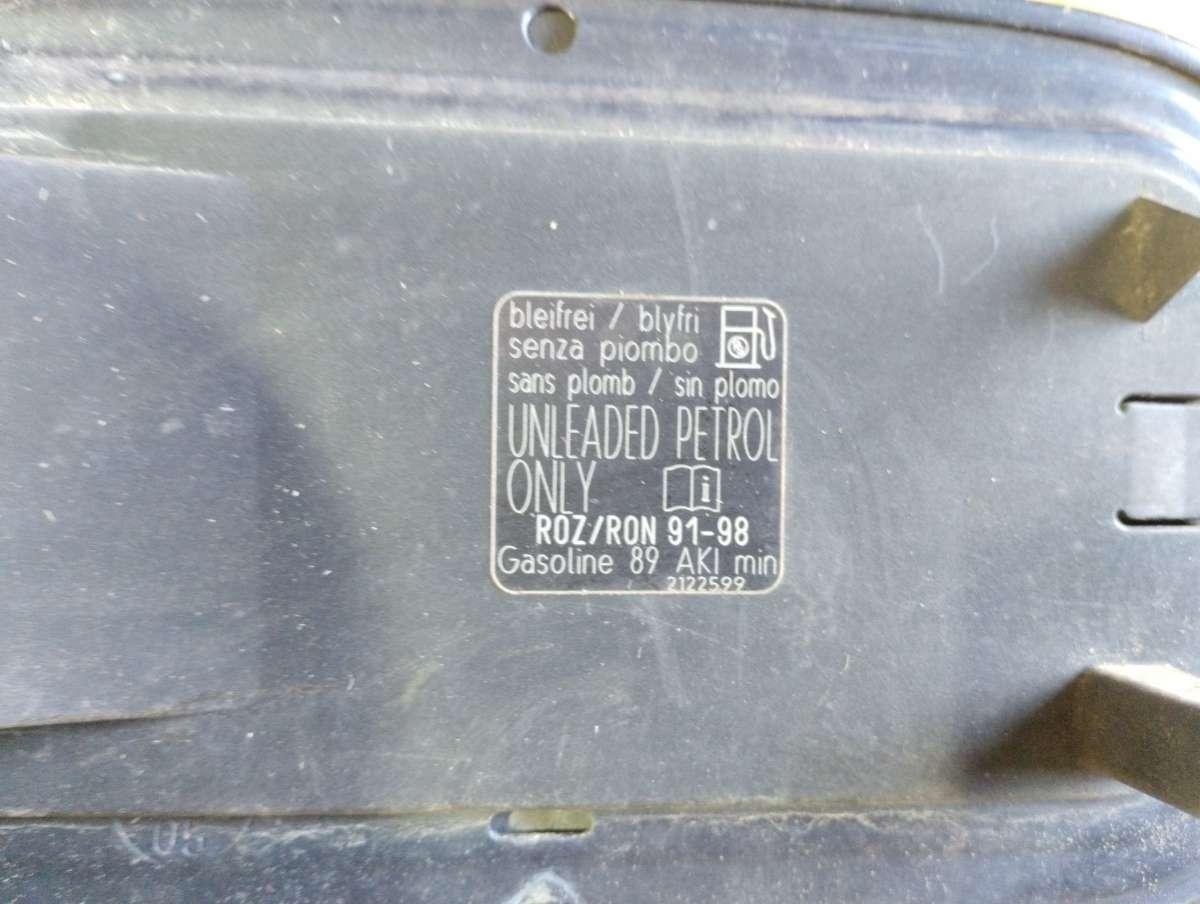 bleifrei / blyfri
senza piombo
sans plomb / sin plomo
UNLEADED PETROL
ONLY i
ROZ/RON 91-98
Gasoline 89 AKI min
2122599